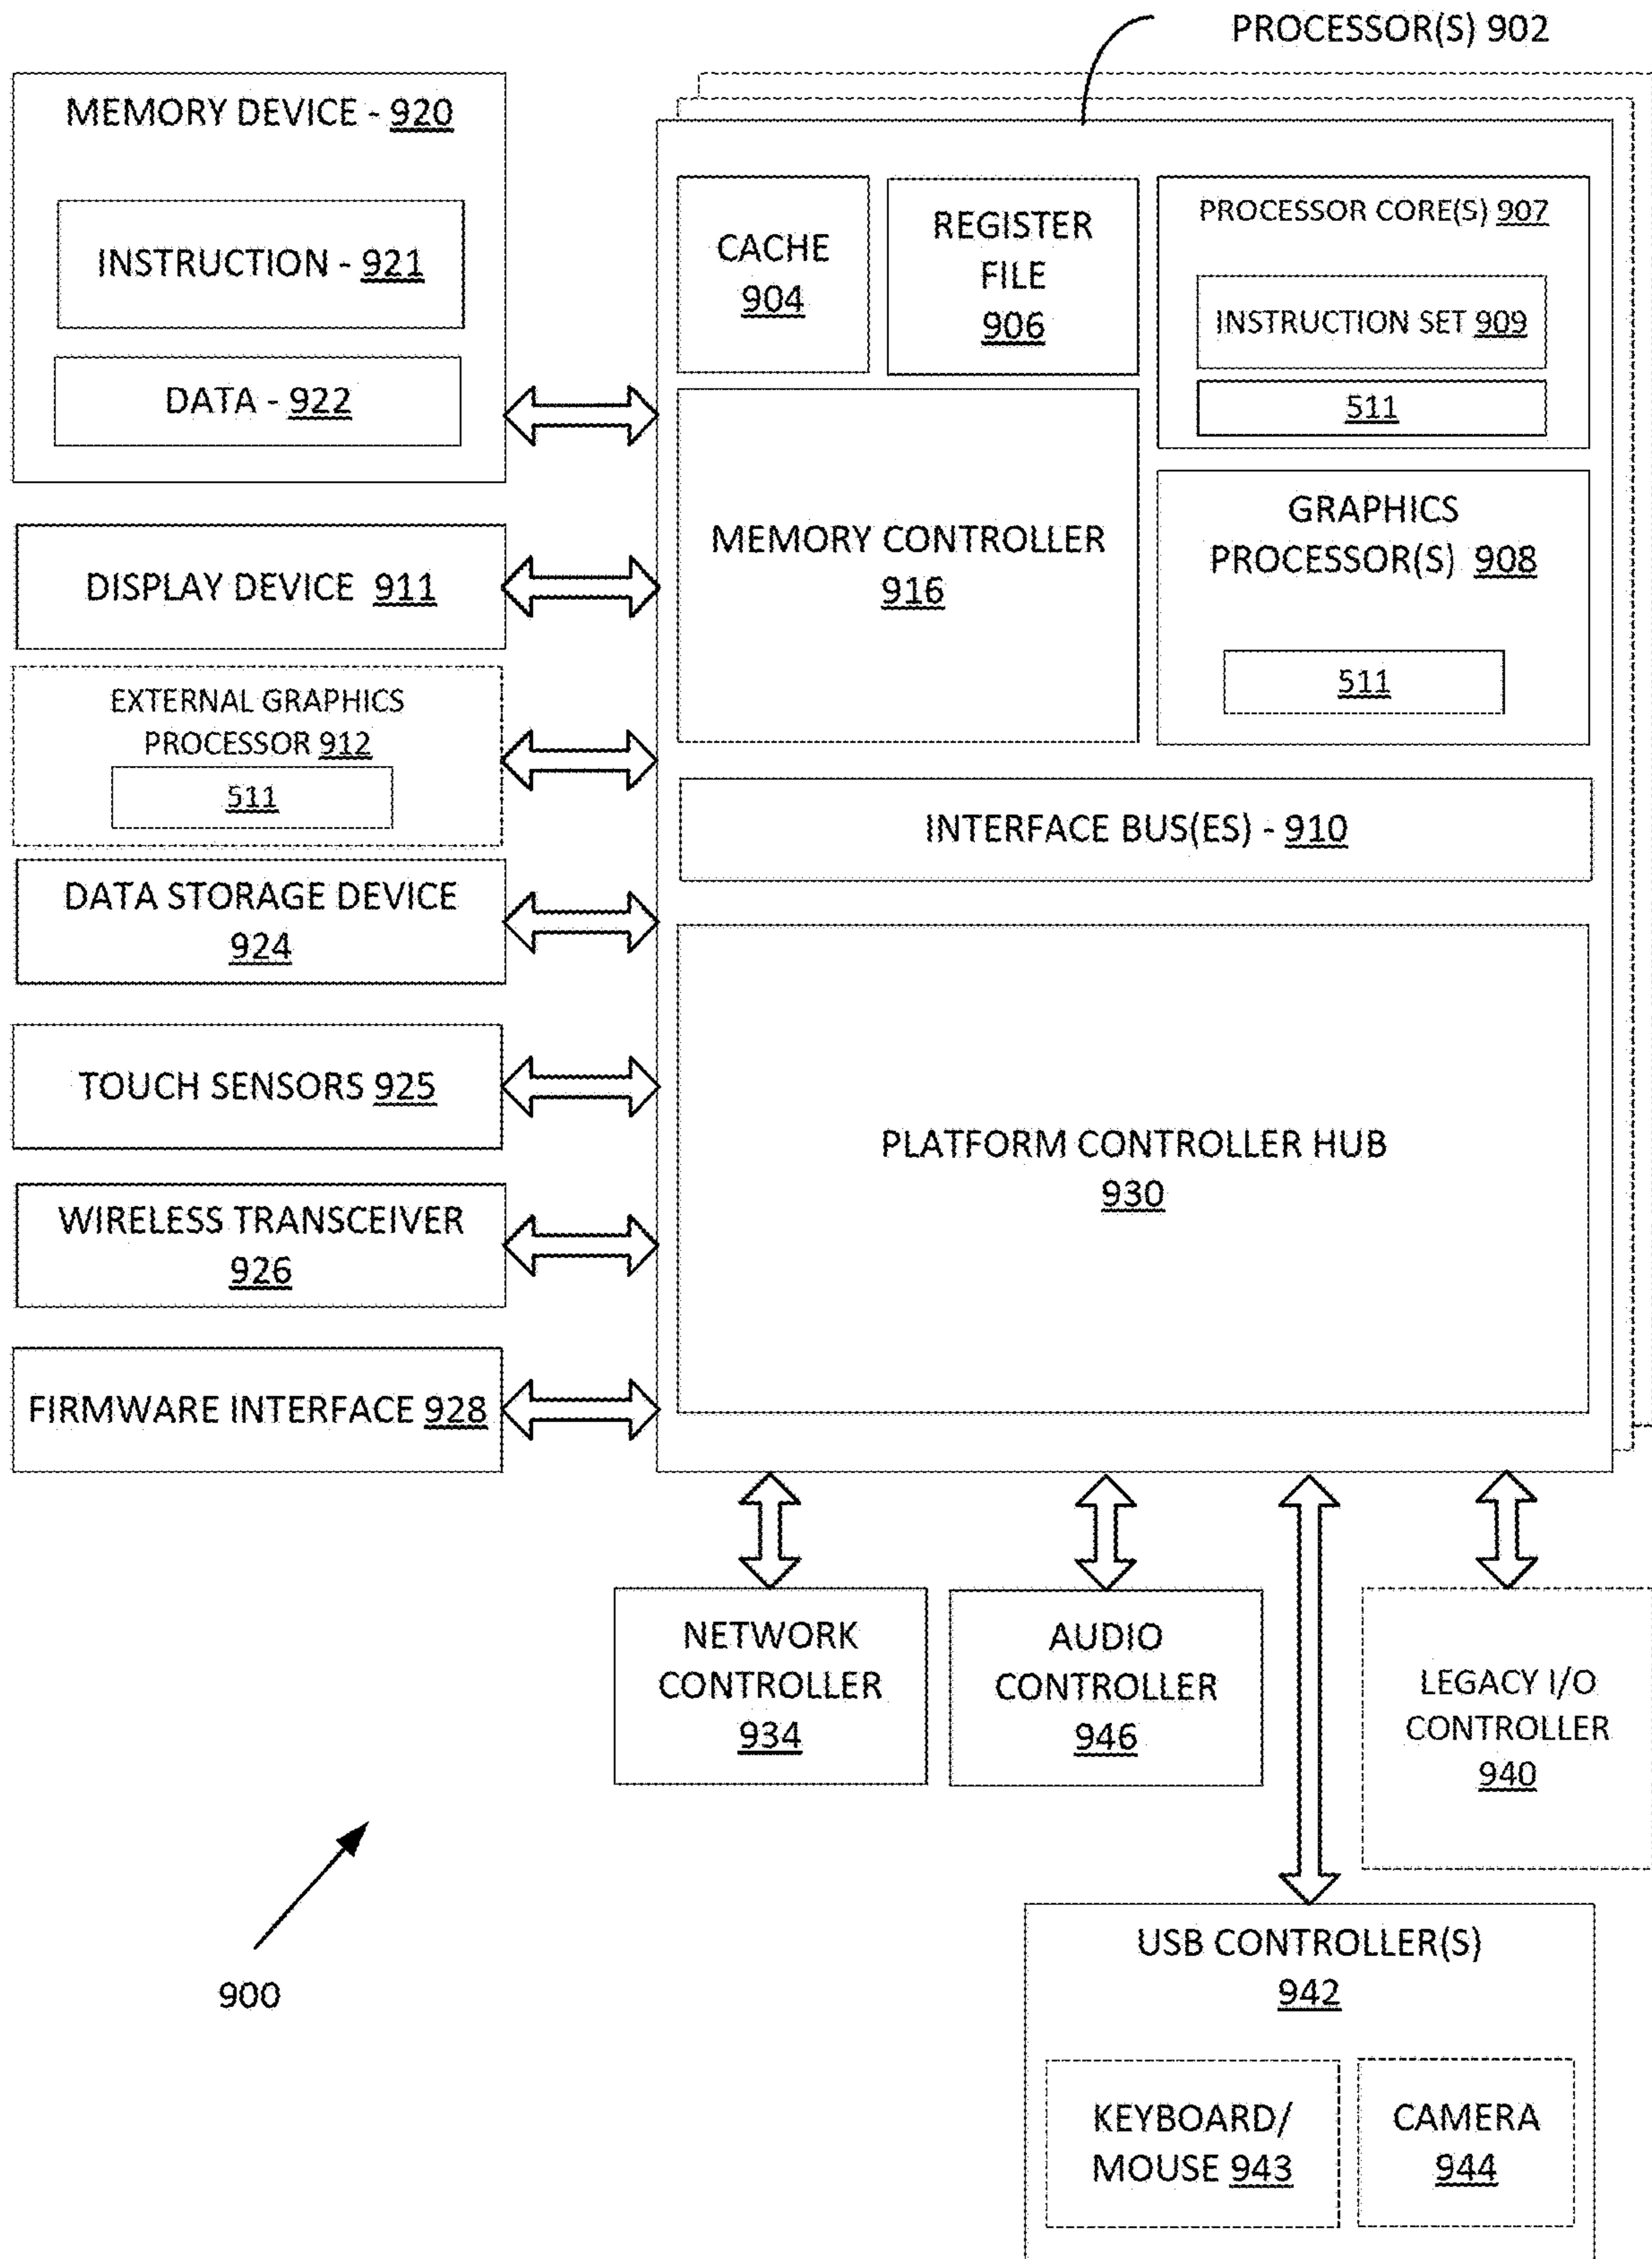 PROCESSOR(S) 902
MEMORY DEVICE - 920
INSTRUCTION - 921
DATA - 922
DISPLAY DEVICE 911
EXTERNAL GRAPHICS
PROCESSOR 912
511
DATA STORAGE DEVICE
924
TOUCH SENSORS 925
WIRELESS TRANSCEIVER
926
FIRMWARE INTERFACE 928
CACHE
904
REGISTER
FILE
906
PROCESSOR CORE(S) 907
INSTRUCTION SET 909
511
MEMORY CONTROLLER
916
GRAPHICS
PROCESSOR(S) 908
511
INTERFACE BUS(ES) - 910
PLATFORM CONTROLLER HUB
930
NETWORK
CONTROLLER
934
AUDIO
CONTROLLER
946
LEGACY I/O
CONTROLLER
940
USB CONTROLLER(S)
942
KEYBOARD/
MOUSE 943
CAMERA
944
900